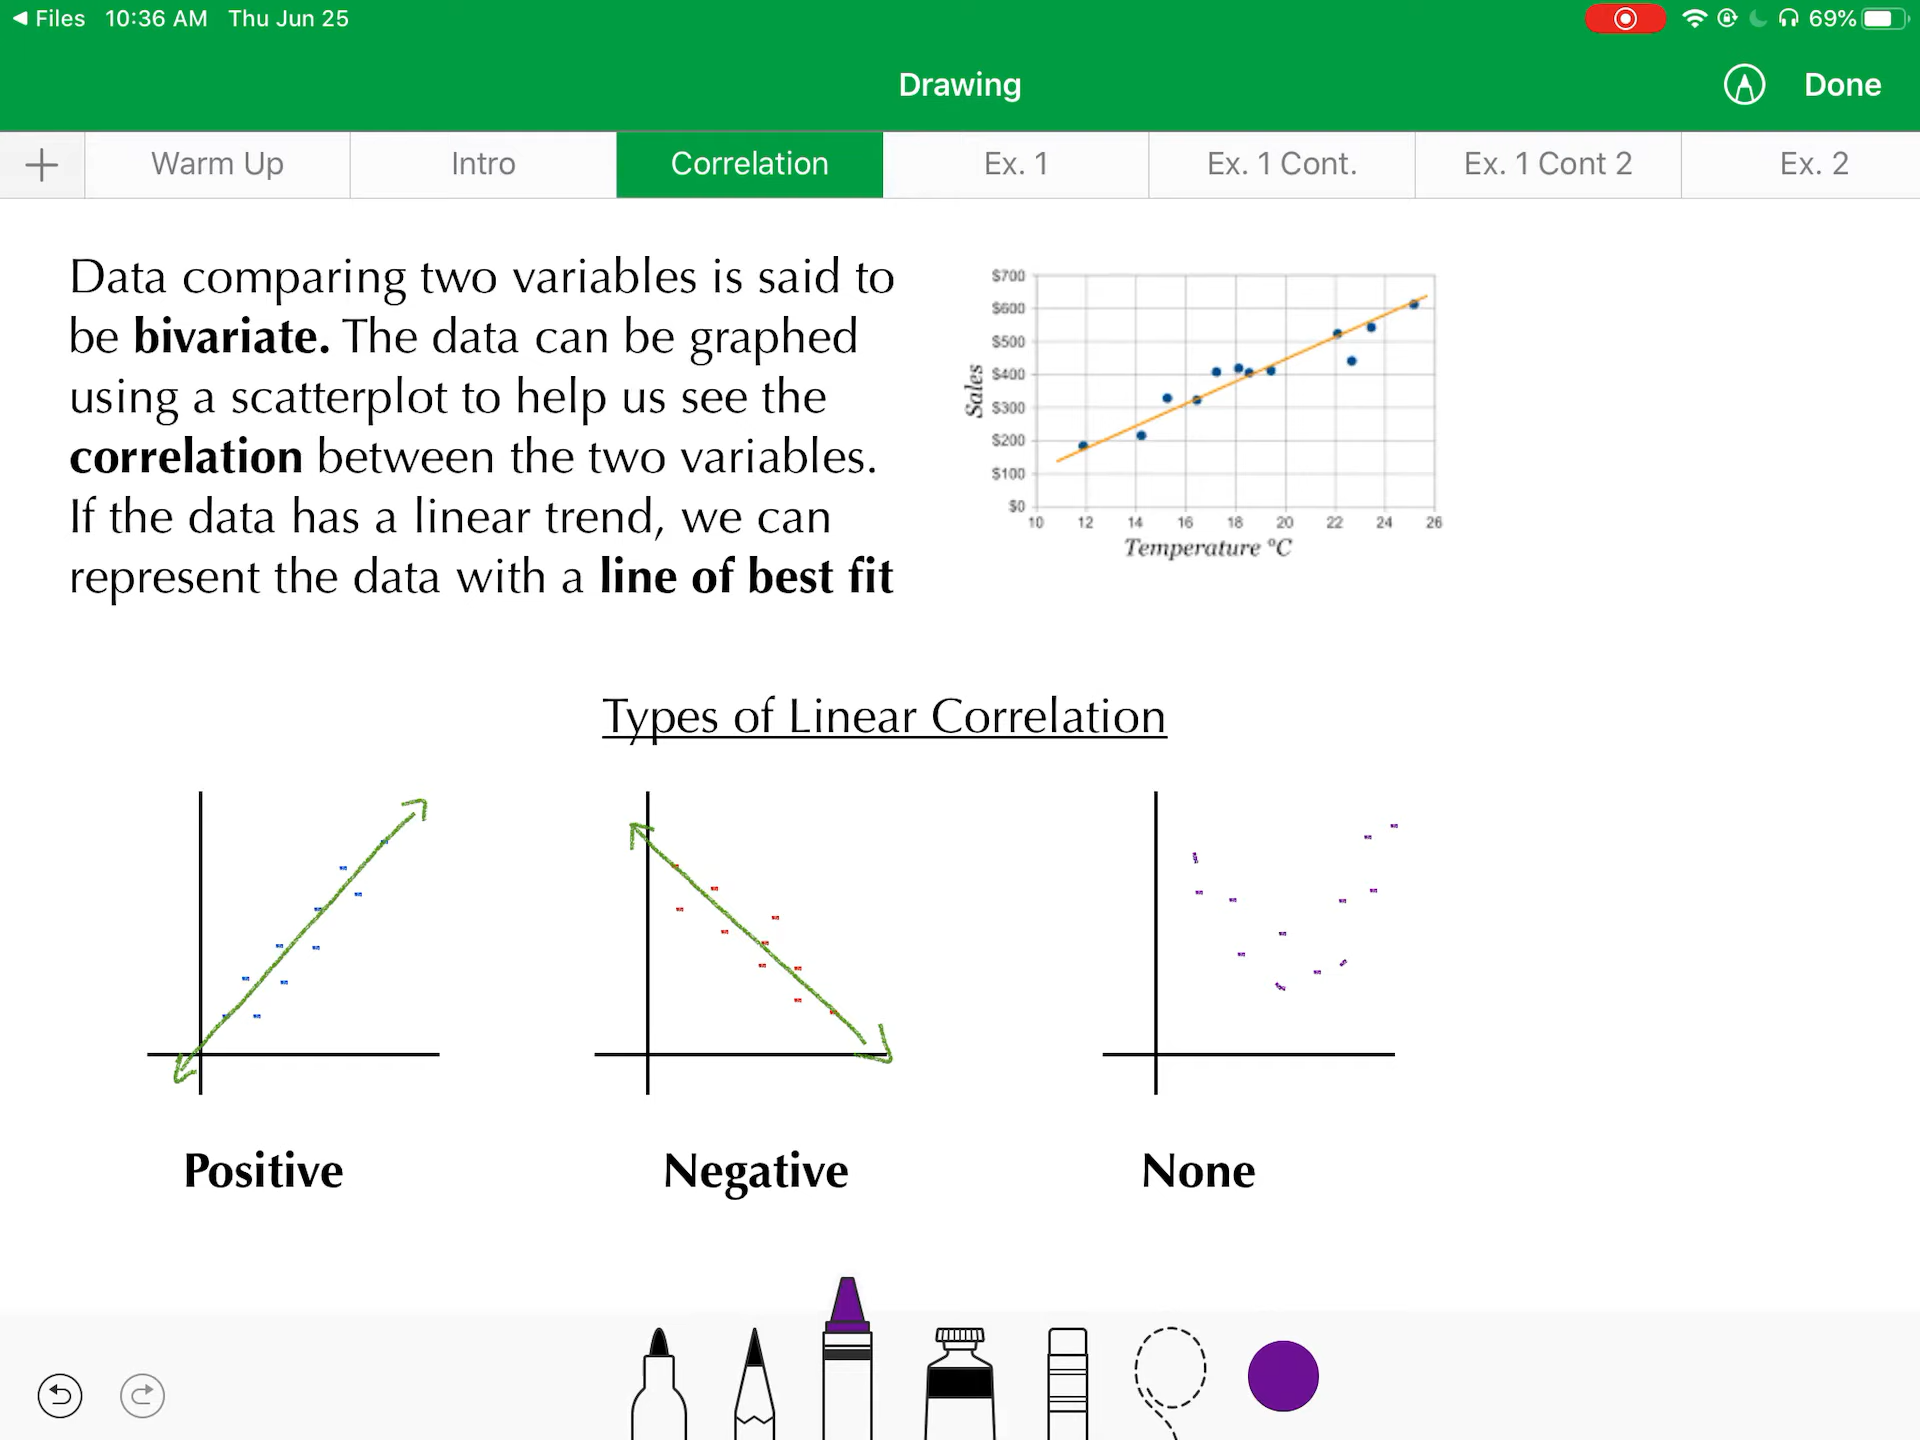 Files 10:36 AM Thu Jun 25 69%
Drawing
Done
Warm Up Intro Correlation Ex. 1 Ex. 1 Cont. Ex. 1 Cont 2 Ex. 2
Data comparing two variables is said to
be bivariate. The data can be graphed
using a scatterplot to help us see the
correlation between the two variables.
If the data has a linear trend, we can
represent the data with a line of best fit
$700
$600
$500
$400
$300
$200
$100
$0
Sales
10 12 14 16 18 20 22 24 26
Temperature °C
Types of Linear Correlation
Positive
Negative
None